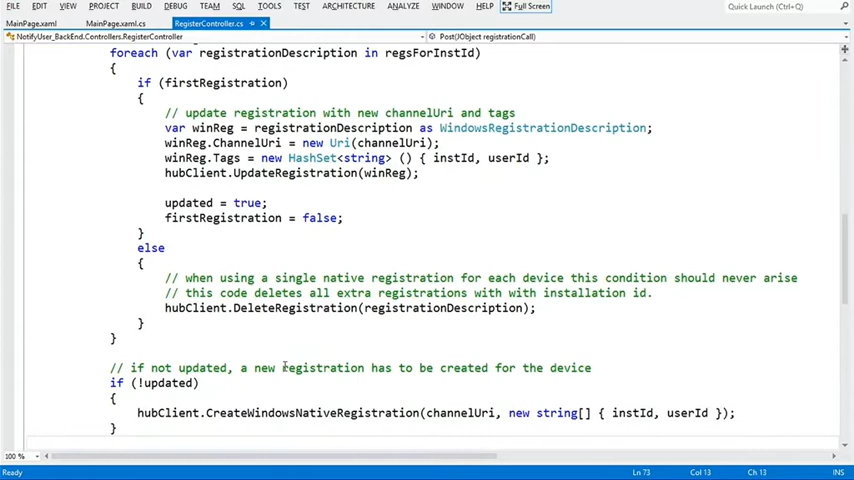 FILE EDIT VIEW PROJECT BUILD DEBUG TEAM SQL TOOLS TEST ARCHITECTURE ANALYZE WINDOW HELP Full Screen Quick Launch (Ctrl+Q)
MainPage.xaml MainPage.xaml.cs RegisterController.cs
NotifyUser_BackEnd.Controllers.RegisterController Post(JObject registrationCall)
foreach (var registrationDescription in regsForInstId)
{
if (firstRegistration)
{
// update registration with new channelUri and tags
var winReg = registrationDescription as WindowsRegistrationDescription;
winReg.ChannelUri = new Uri(channelUri);
winReg.Tags = new HashSet<string> () { instId, userId };
hubClient.UpdateRegistration(winReg);
updated = true;
firstRegistration = false;
}
else
{
// when using a single native registration for each device this condition should never arise
// this code deletes all extra registrations with with installation id.
hubClient.DeleteRegistration(registrationDescription);
}
}
// if not updated, a new registration has to be created for the device
if (!updated)
{
hubClient.CreateWindowsNativeRegistration(channelUri, new string[] { instId, userId });
}
100 %
Ready Ln 73 Col 13 Ch 13 INS